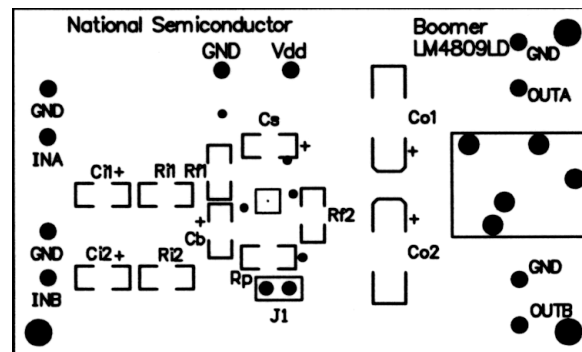 National Semiconductor
Boomer
LM4809LD
GND
Vdd
GND
OUTA
GND
INA
Cs
+
Co1
+
Ci1+
Ri1
Rf1
+
Cb
Rf2
+
Co2
GND
Ci2+
Ri2
Rp
INB
J1
GND
OUTB